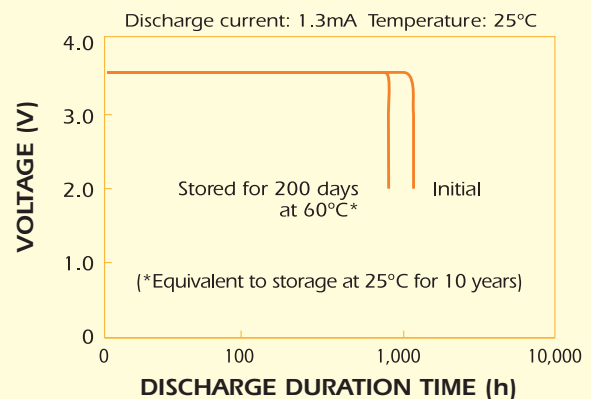 Discharge current: 1.3mA Temperature: 25°C
4.0
3.0
2.0
1.0
0
VOLTAGE (V)
Stored for 200 days
at 60°C*
Initial
(*Equivalent to storage at 25°C for 10 years)
0
100
1,000
10,000
DISCHARGE DURATION TIME (h)